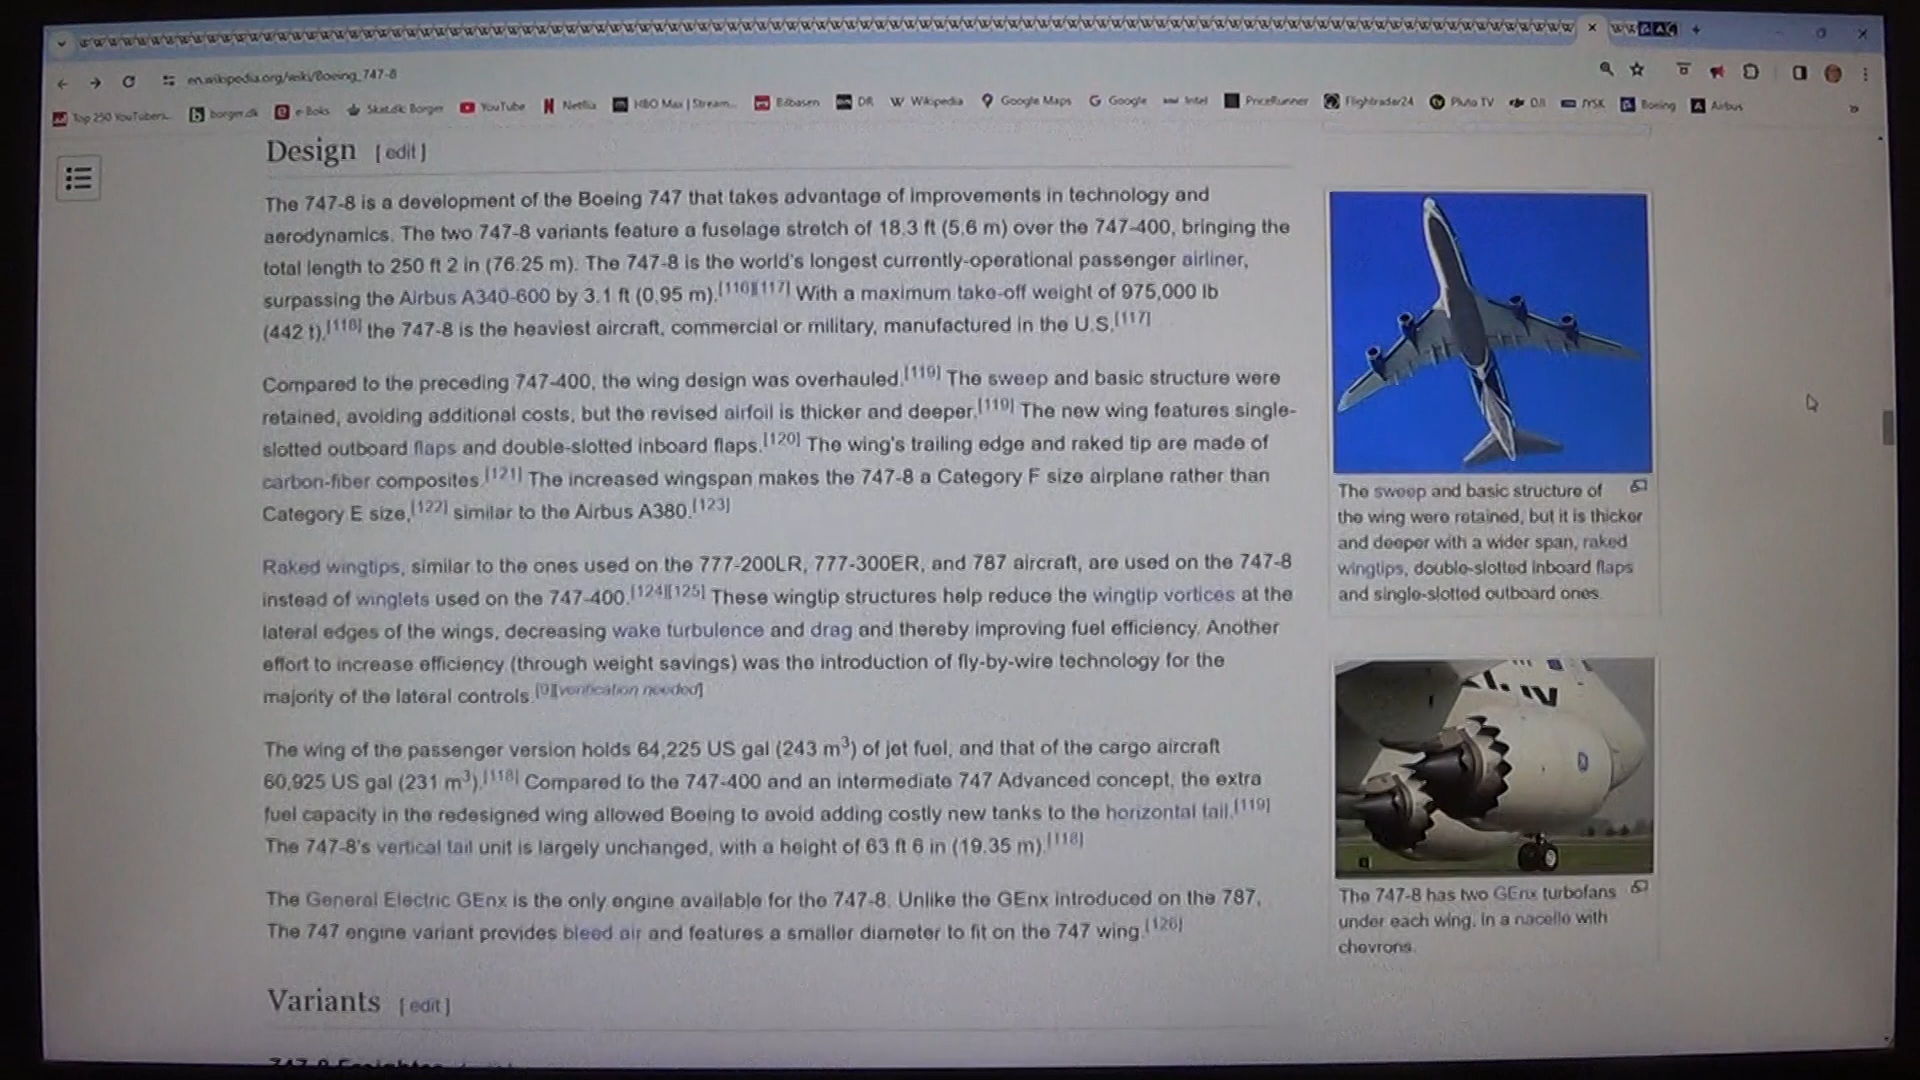 en.wikipedia.org/wiki/Boeing_747-8
Top 250 YouTubers... borger.dk e-Boks Skat.dk: Borger YouTube Netflix HBO Max | Stream... Bilbasen DR Wikipedia Google Maps Google Intel PriceRunner Flightradar24 Pluto TV DJI JYSK Boeing Airbus
Design [ edit ]
The 747-8 is a development of the Boeing 747 that takes advantage of improvements in technology and
aerodynamics. The two 747-8 variants feature a fuselage stretch of 18.3 ft (5.6 m) over the 747-400, bringing the
total length to 250 ft 2 in (76.25 m). The 747-8 is the world's longest currently-operational passenger airliner,
surpassing the Airbus A340-600 by 3.1 ft (0.95 m).[116][117] With a maximum take-off weight of 975,000 lb
(442 t),[118] the 747-8 is the heaviest aircraft, commercial or military, manufactured in the U.S.[117]
Compared to the preceding 747-400, the wing design was overhauled.[119] The sweep and basic structure were
retained, avoiding additional costs, but the revised airfoil is thicker and deeper.[119] The new wing features single-
slotted outboard flaps and double-slotted inboard flaps.[120] The wing's trailing edge and raked tip are made of
carbon-fiber composites.[121] The increased wingspan makes the 747-8 a Category F size airplane rather than
Category E size,[122] similar to the Airbus A380.[123]
Raked wingtips, similar to the ones used on the 777-200LR, 777-300ER, and 787 aircraft, are used on the 747-8
instead of winglets used on the 747-400.[124][125] These wingtip structures help reduce the wingtip vortices at the
lateral edges of the wings, decreasing wake turbulence and drag and thereby improving fuel efficiency. Another
effort to increase efficiency (through weight savings) was the introduction of fly-by-wire technology for the
majority of the lateral controls.[9][verification needed]
The wing of the passenger version holds 64,225 US gal (243 m³) of jet fuel, and that of the cargo aircraft
60,925 US gal (231 m³).[118] Compared to the 747-400 and an intermediate 747 Advanced concept, the extra
fuel capacity in the redesigned wing allowed Boeing to avoid adding costly new tanks to the horizontal tail.[119]
The 747-8's vertical tail unit is largely unchanged, with a height of 63 ft 6 in (19.35 m).[118]
The General Electric GEnx is the only engine available for the 747-8. Unlike the GEnx introduced on the 787,
The 747 engine variant provides bleed air and features a smaller diameter to fit on the 747 wing.[126]
Variants [ edit ]
747-8 Freighter
The sweep and basic structure of
the wing were retained, but it is thicker
and deeper with a wider span, raked
wingtips, double-slotted inboard flaps
and single-slotted outboard ones.
The 747-8 has two GEnx turbofans
under each wing, in a nacelle with
chevrons.